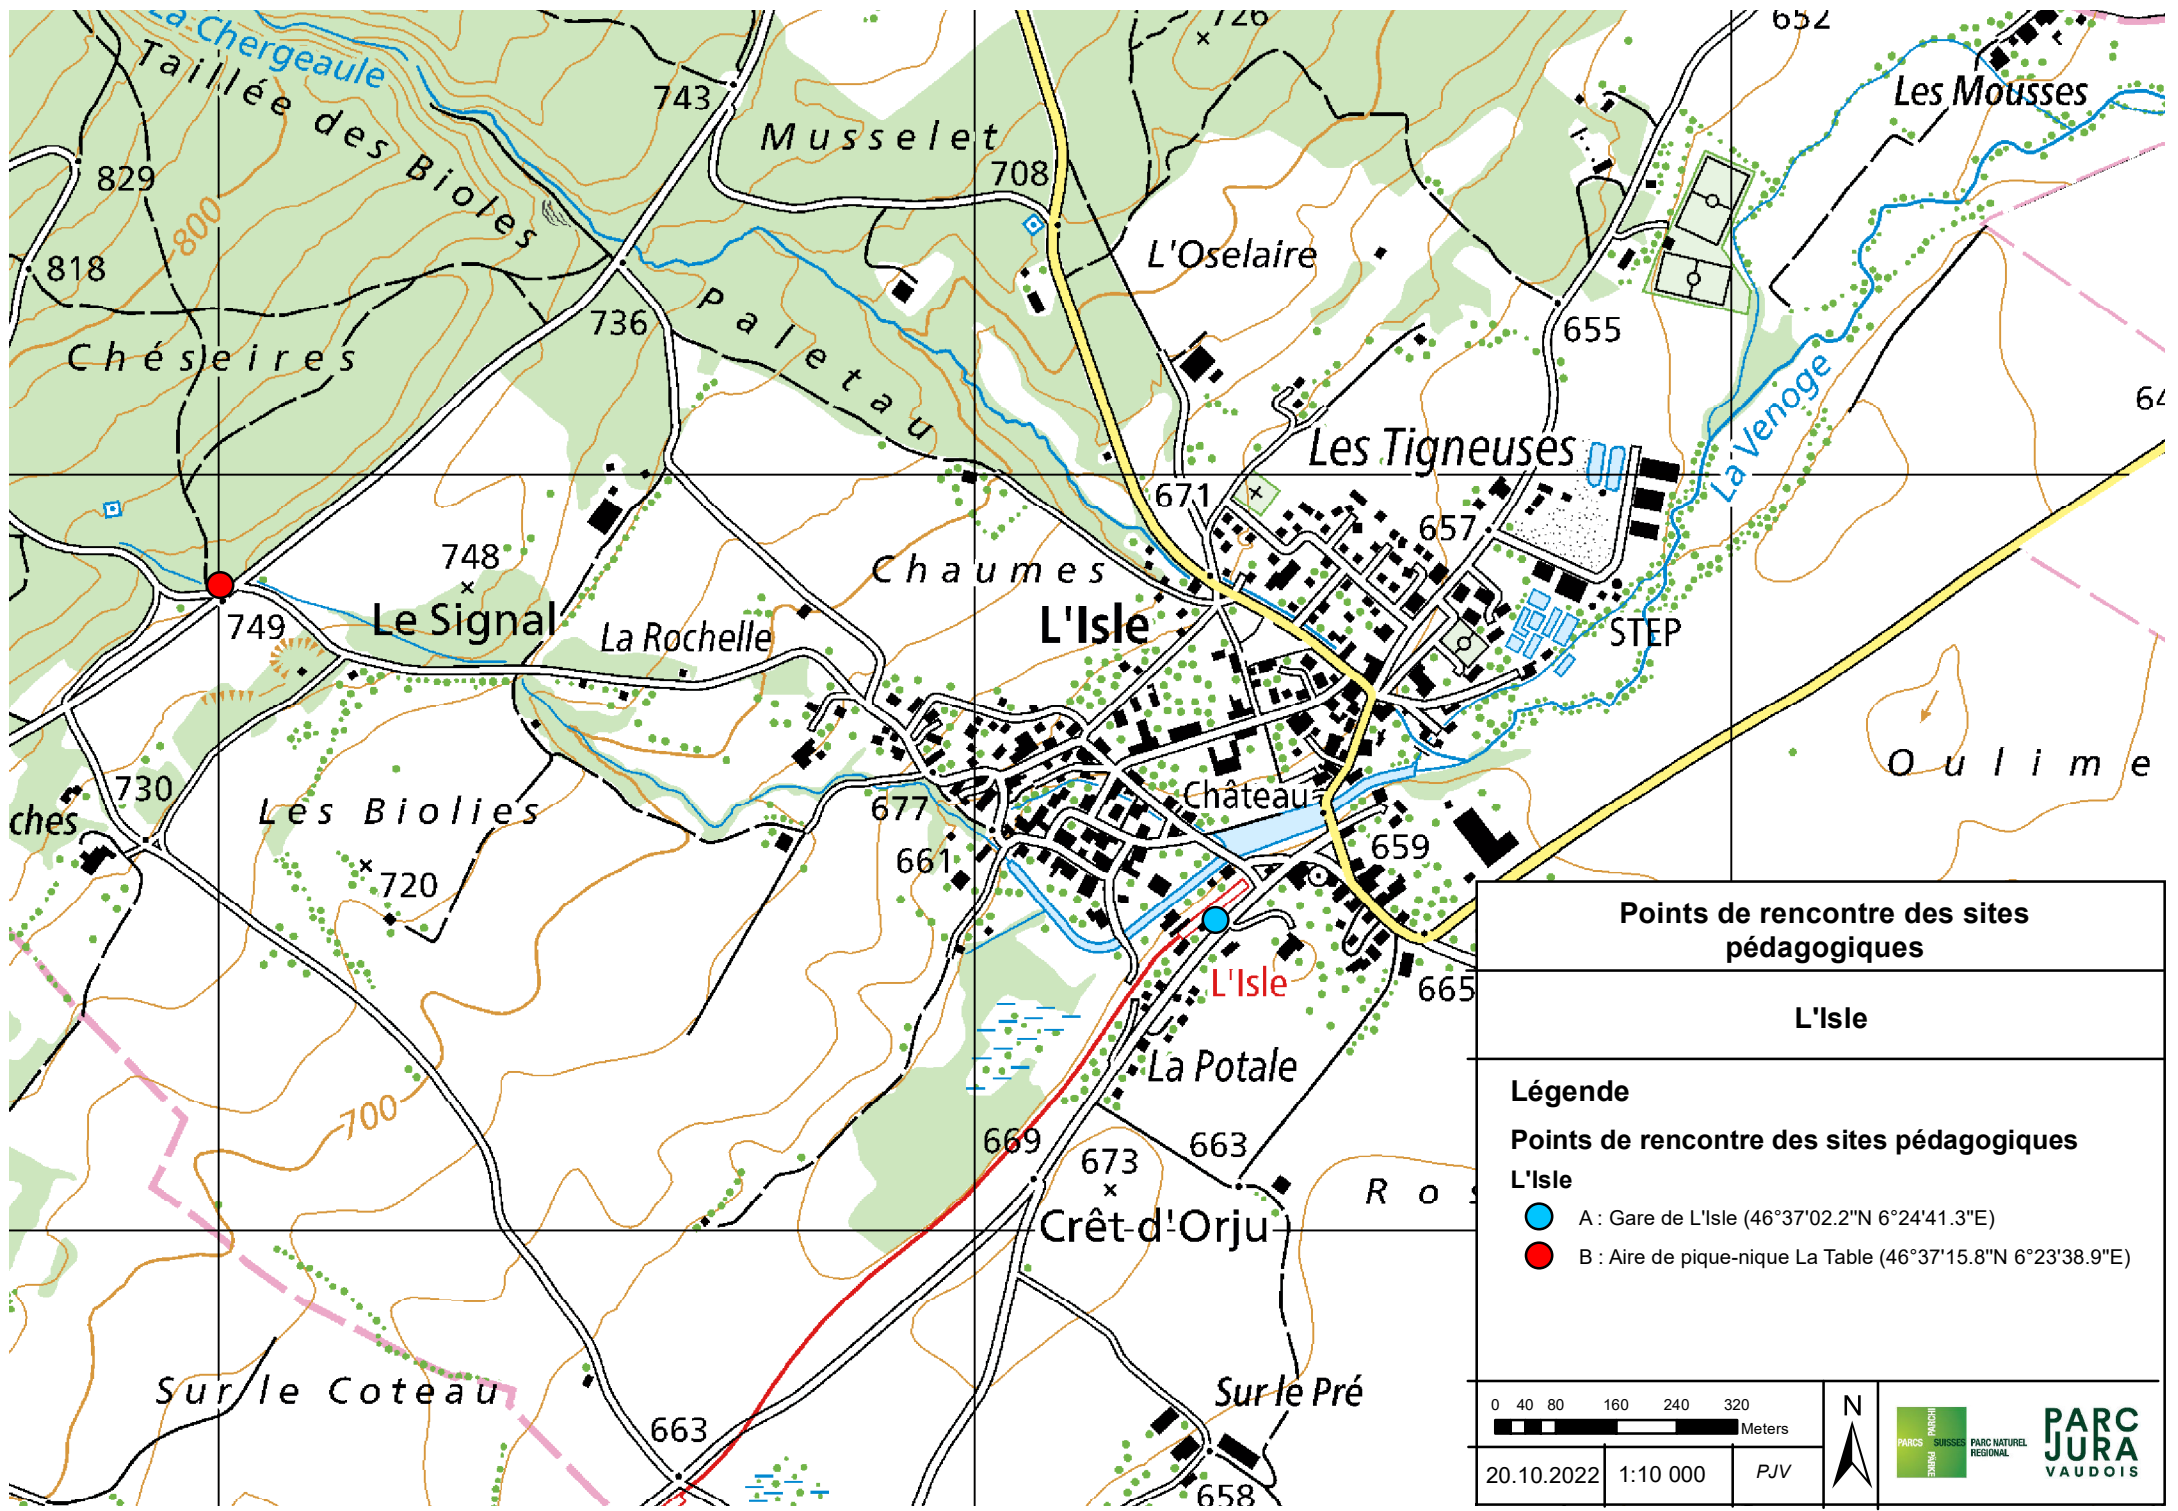 La Chergeaule
Taillée des Bioles
726
652
Les Mousses
743
Musselet
708
829
800
818
L'Oselaire
736
Paletau
655
Chéseires
La Venoge
Les Tigneuses
671
657
748
Chaumes
Le Signal
749
La Rochelle
L'Isle
STEP
Oulime
730
Les Biolies
ches
677
Château
661
659
720
L'Isle
665
La Potale
700
669
673
663
Crêt-d'Orju
Sur le Coteau
Sur le Pré
663
658
Points de rencontre des sites
pédagogiques
L'Isle
Légende
Points de rencontre des sites pédagogiques
L'Isle
A : Gare de L'Isle (46°37'02.2"N 6°24'41.3"E)
B : Aire de pique-nique La Table (46°37'15.8"N 6°23'38.9"E)
0 40 80 160 240 320
Meters
N
20.10.2022 1:10 000 PJV
PARCS SUISSES
PARC NATUREL
REGIONAL
PARC
JURA
VAUDOIS